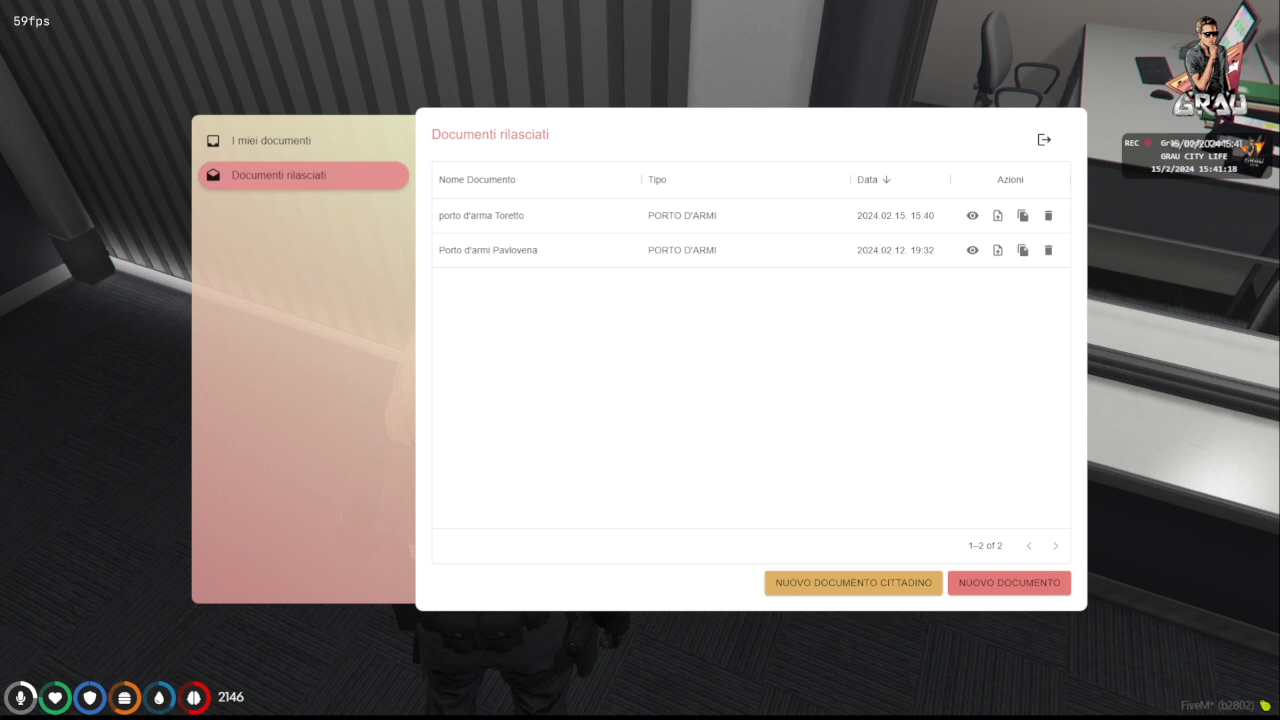 59fps
GRAU
REC
GRAU CITY LIFE
15/2/2024 15:41:18
I miei documenti
Documenti rilasciati
Documenti rilasciati
Nome Documento Tipo Data Azioni
porto d'arma Toretto PORTO D'ARMI 2024.02.15. 15:40
Porto d'armi Pavlovena PORTO D'ARMI 2024.02.12. 19:32
1–2 of 2
NUOVO DOCUMENTO CITTADINO NUOVO DOCUMENTO
2146
FiveM* (b2802)